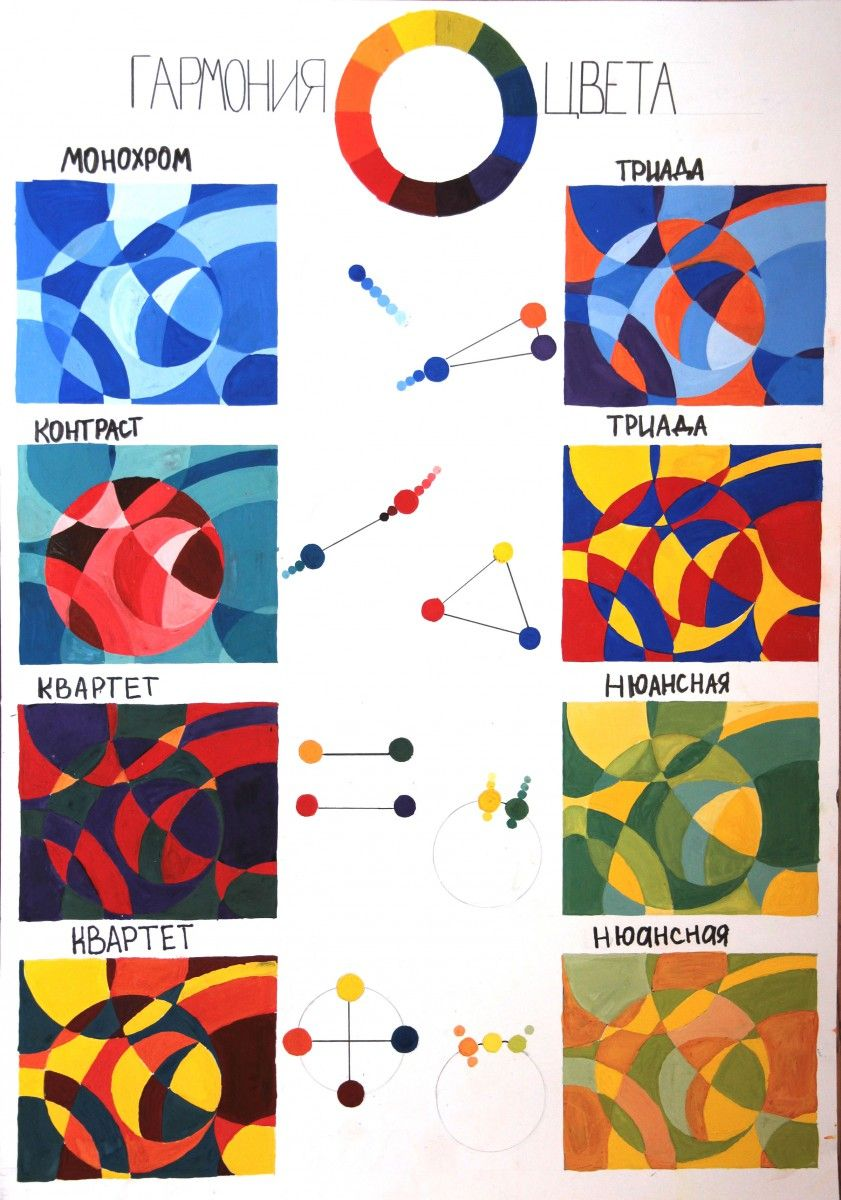 ГАРМОНИЯ ЦВЕТА
МОНОХРОМ
ТРИАДА
КОНТРАСТ
ТРИАДА
КВАРТЕТ
НЮАНСНАЯ
КВАРТЕТ
НЮАНСНАЯ